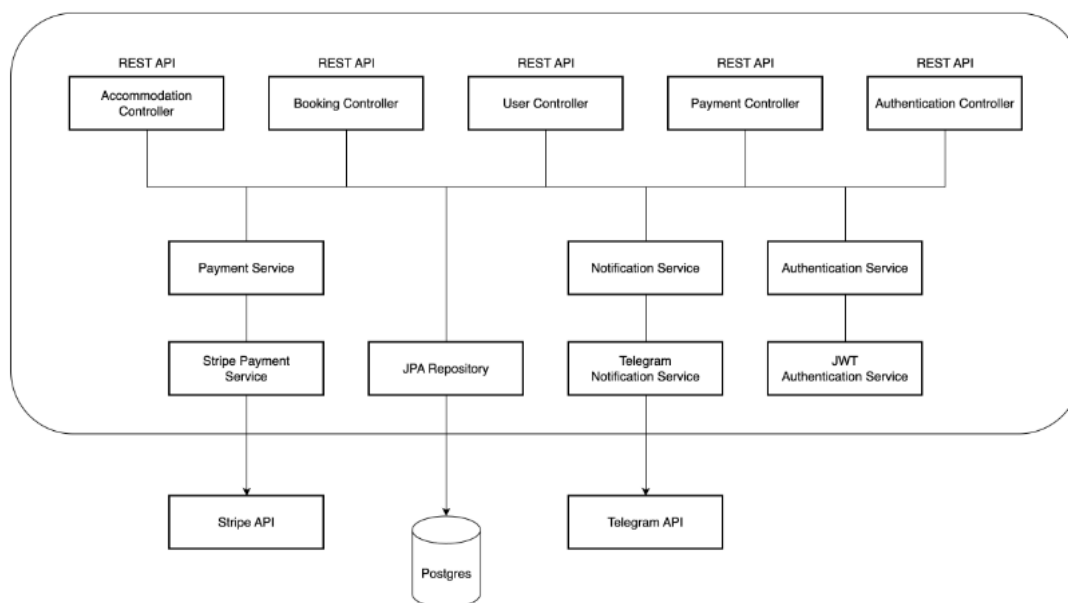 REST API
REST API
REST API
REST API
REST API
Accommodation
Controller
Booking Controller
User Controller
Payment Controller
Authentication Controller
Payment Service
Notification Service
Authentication Service
Stripe Payment
Service
JPA Repository
Telegram
Notification Service
JWT
Authentication Service
Stripe API
Telegram API
Postgres